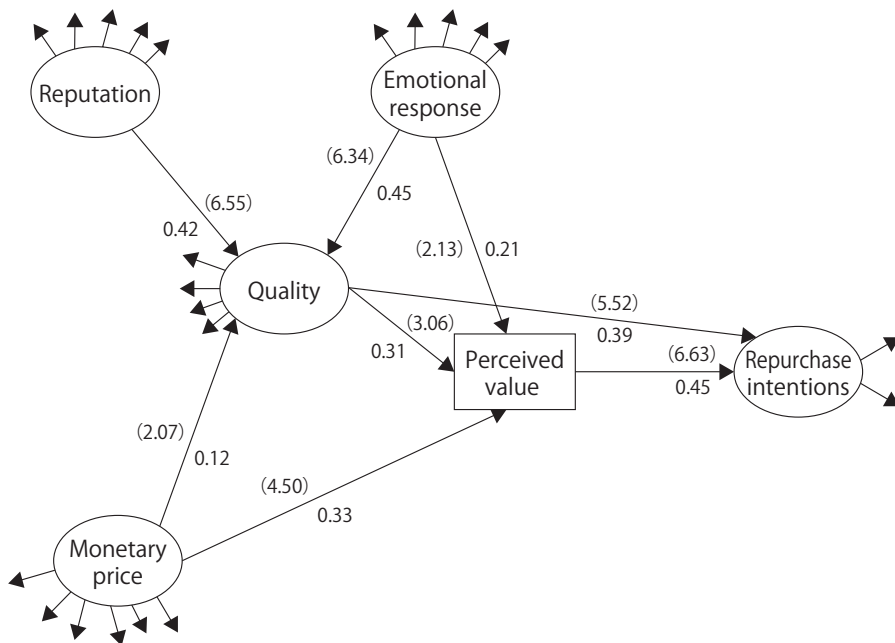 Reputation
Emotional
response
(6.55)
0.42
(6.34)
0.45
(2.13)
0.21
Quality
(5.52)
0.39
(3.06)
0.31
Perceived
value
(6.63)
0.45
Repurchase
intentions
(2.07)
0.12
(4.50)
0.33
Monetary
price